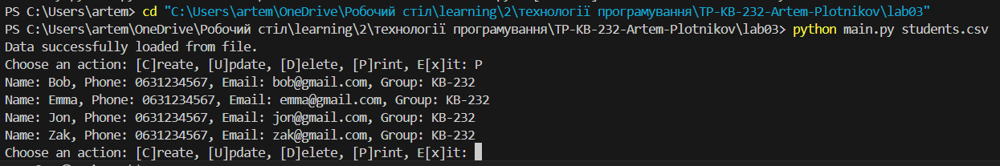 PS C:\Users\artem> cd "C:\Users\artem\OneDrive\Робочий стіл\learning\2\технології програмування\TP-KB-232-Artem-Plotnikov\lab03"
PS C:\Users\artem\OneDrive\Робочий стіл\learning\2\технології програмування\TP-KB-232-Artem-Plotnikov\lab03> python main.py students.csv
Data successfully loaded from file.
Choose an action: [C]reate, [U]pdate, [D]elete, [P]rint, E[x]it: P
Name: Bob, Phone: 0631234567, Email: bob@gmail.com, Group: KB-232
Name: Emma, Phone: 0631234567, Email: emma@gmail.com, Group: KB-232
Name: Jon, Phone: 0631234567, Email: jon@gmail.com, Group: KB-232
Name: Zak, Phone: 0631234567, Email: zak@gmail.com, Group: KB-232
Choose an action: [C]reate, [U]pdate, [D]elete, [P]rint, E[x]it: